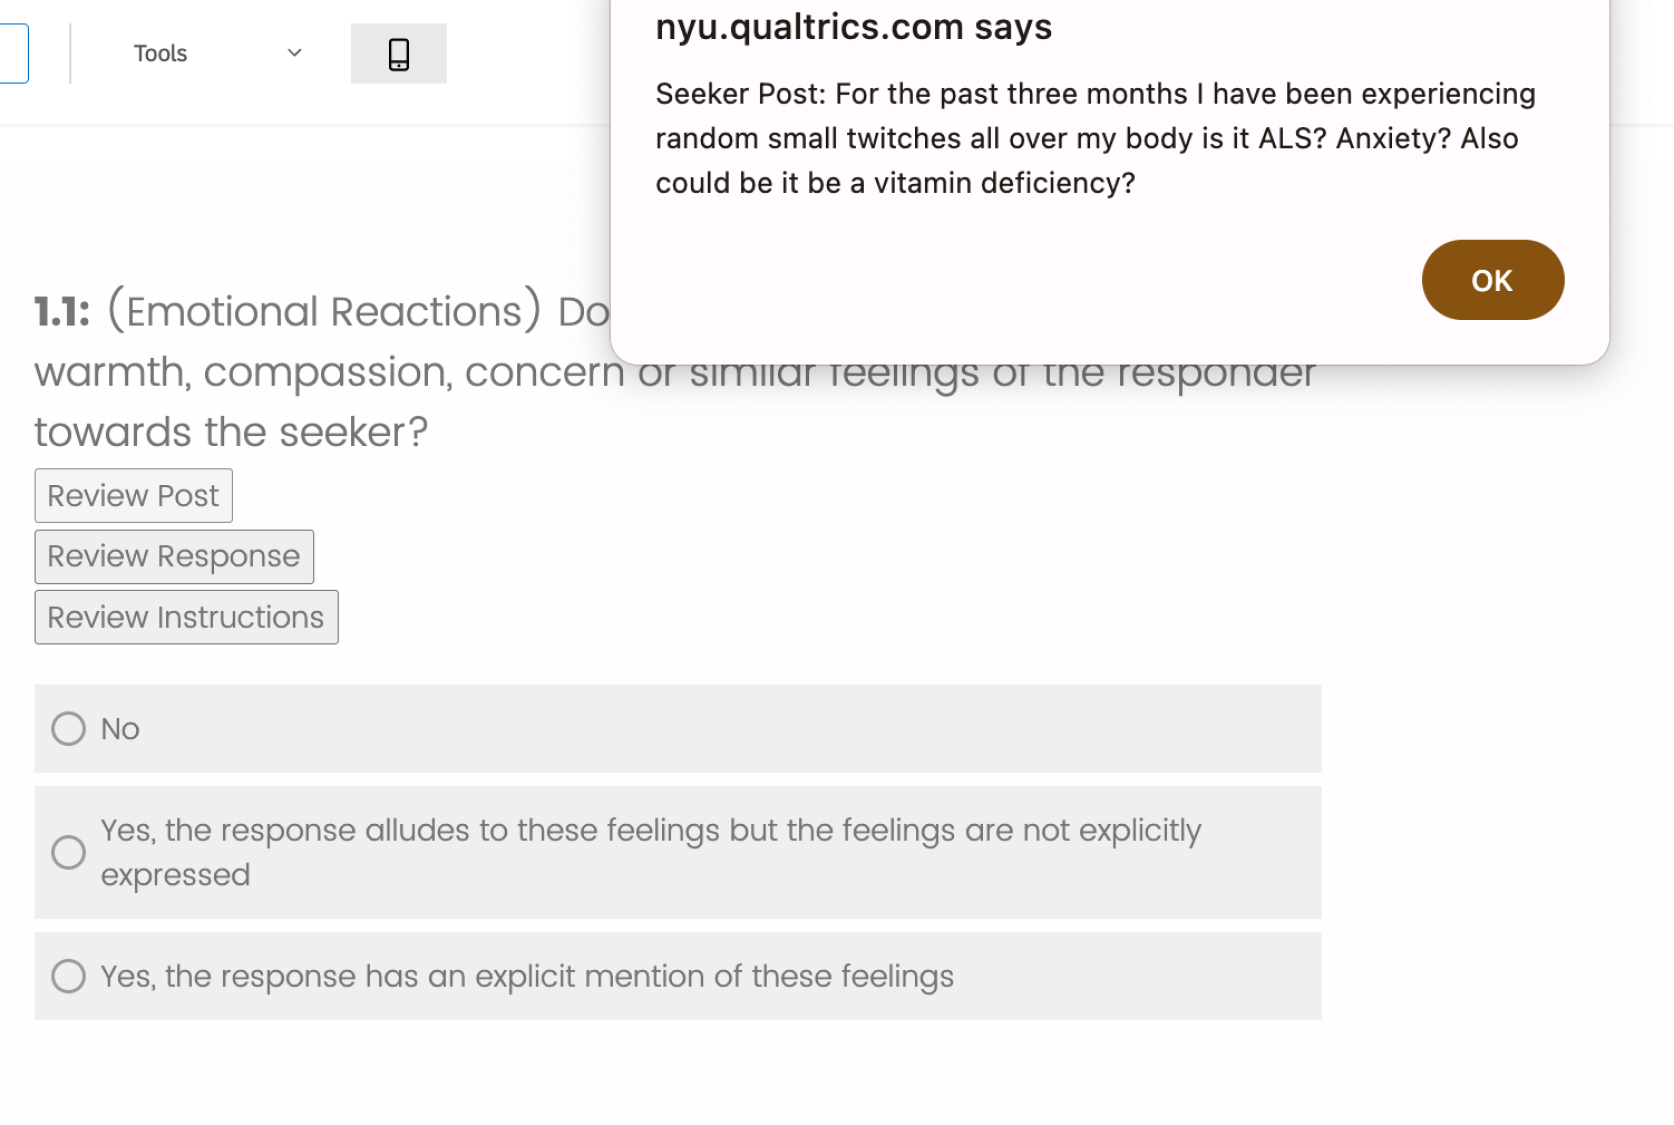 Tools
nyu.qualtrics.com says
Seeker Post: For the past three months I have been experiencing
random small twitches all over my body is it ALS? Anxiety? Also
could be it be a vitamin deficiency?
OK
1.1: (Emotional Reactions) Do
warmth, compassion, concern or similar feelings of the responder
towards the seeker?
Review Post
Review Response
Review Instructions
No
Yes, the response alludes to these feelings but the feelings are not explicitly
expressed
Yes, the response has an explicit mention of these feelings